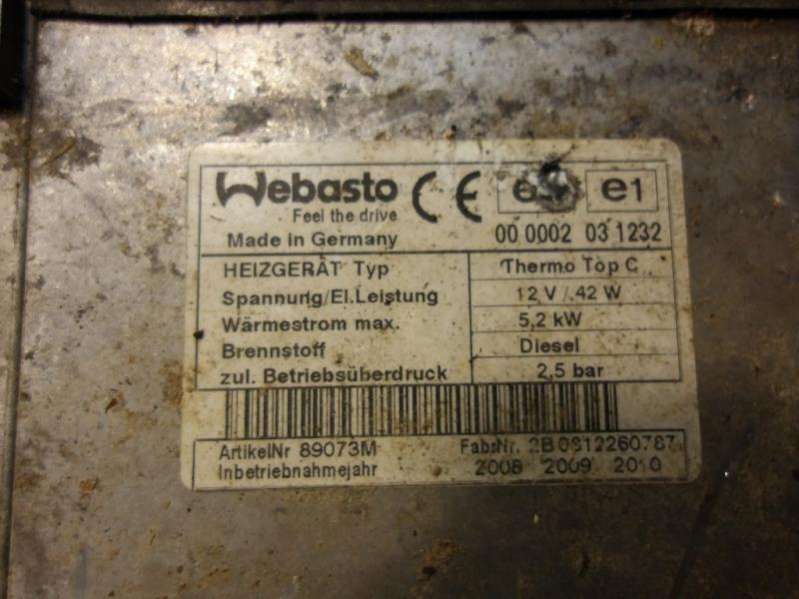 Webasto CE e1
Feel the drive
Made in Germany 00 0002 03 1232
HEIZGERÄT Typ Thermo Top C
Spannung/El.Leistung 12 V / 42 W
Wärmestrom max. 5,2 kW
Brennstoff Diesel
zul. Betriebsüberdruck 2,5 bar
ArtikelNr 89073M FabsNr.
Inbetriebnahmejahr 2008 2009 2010